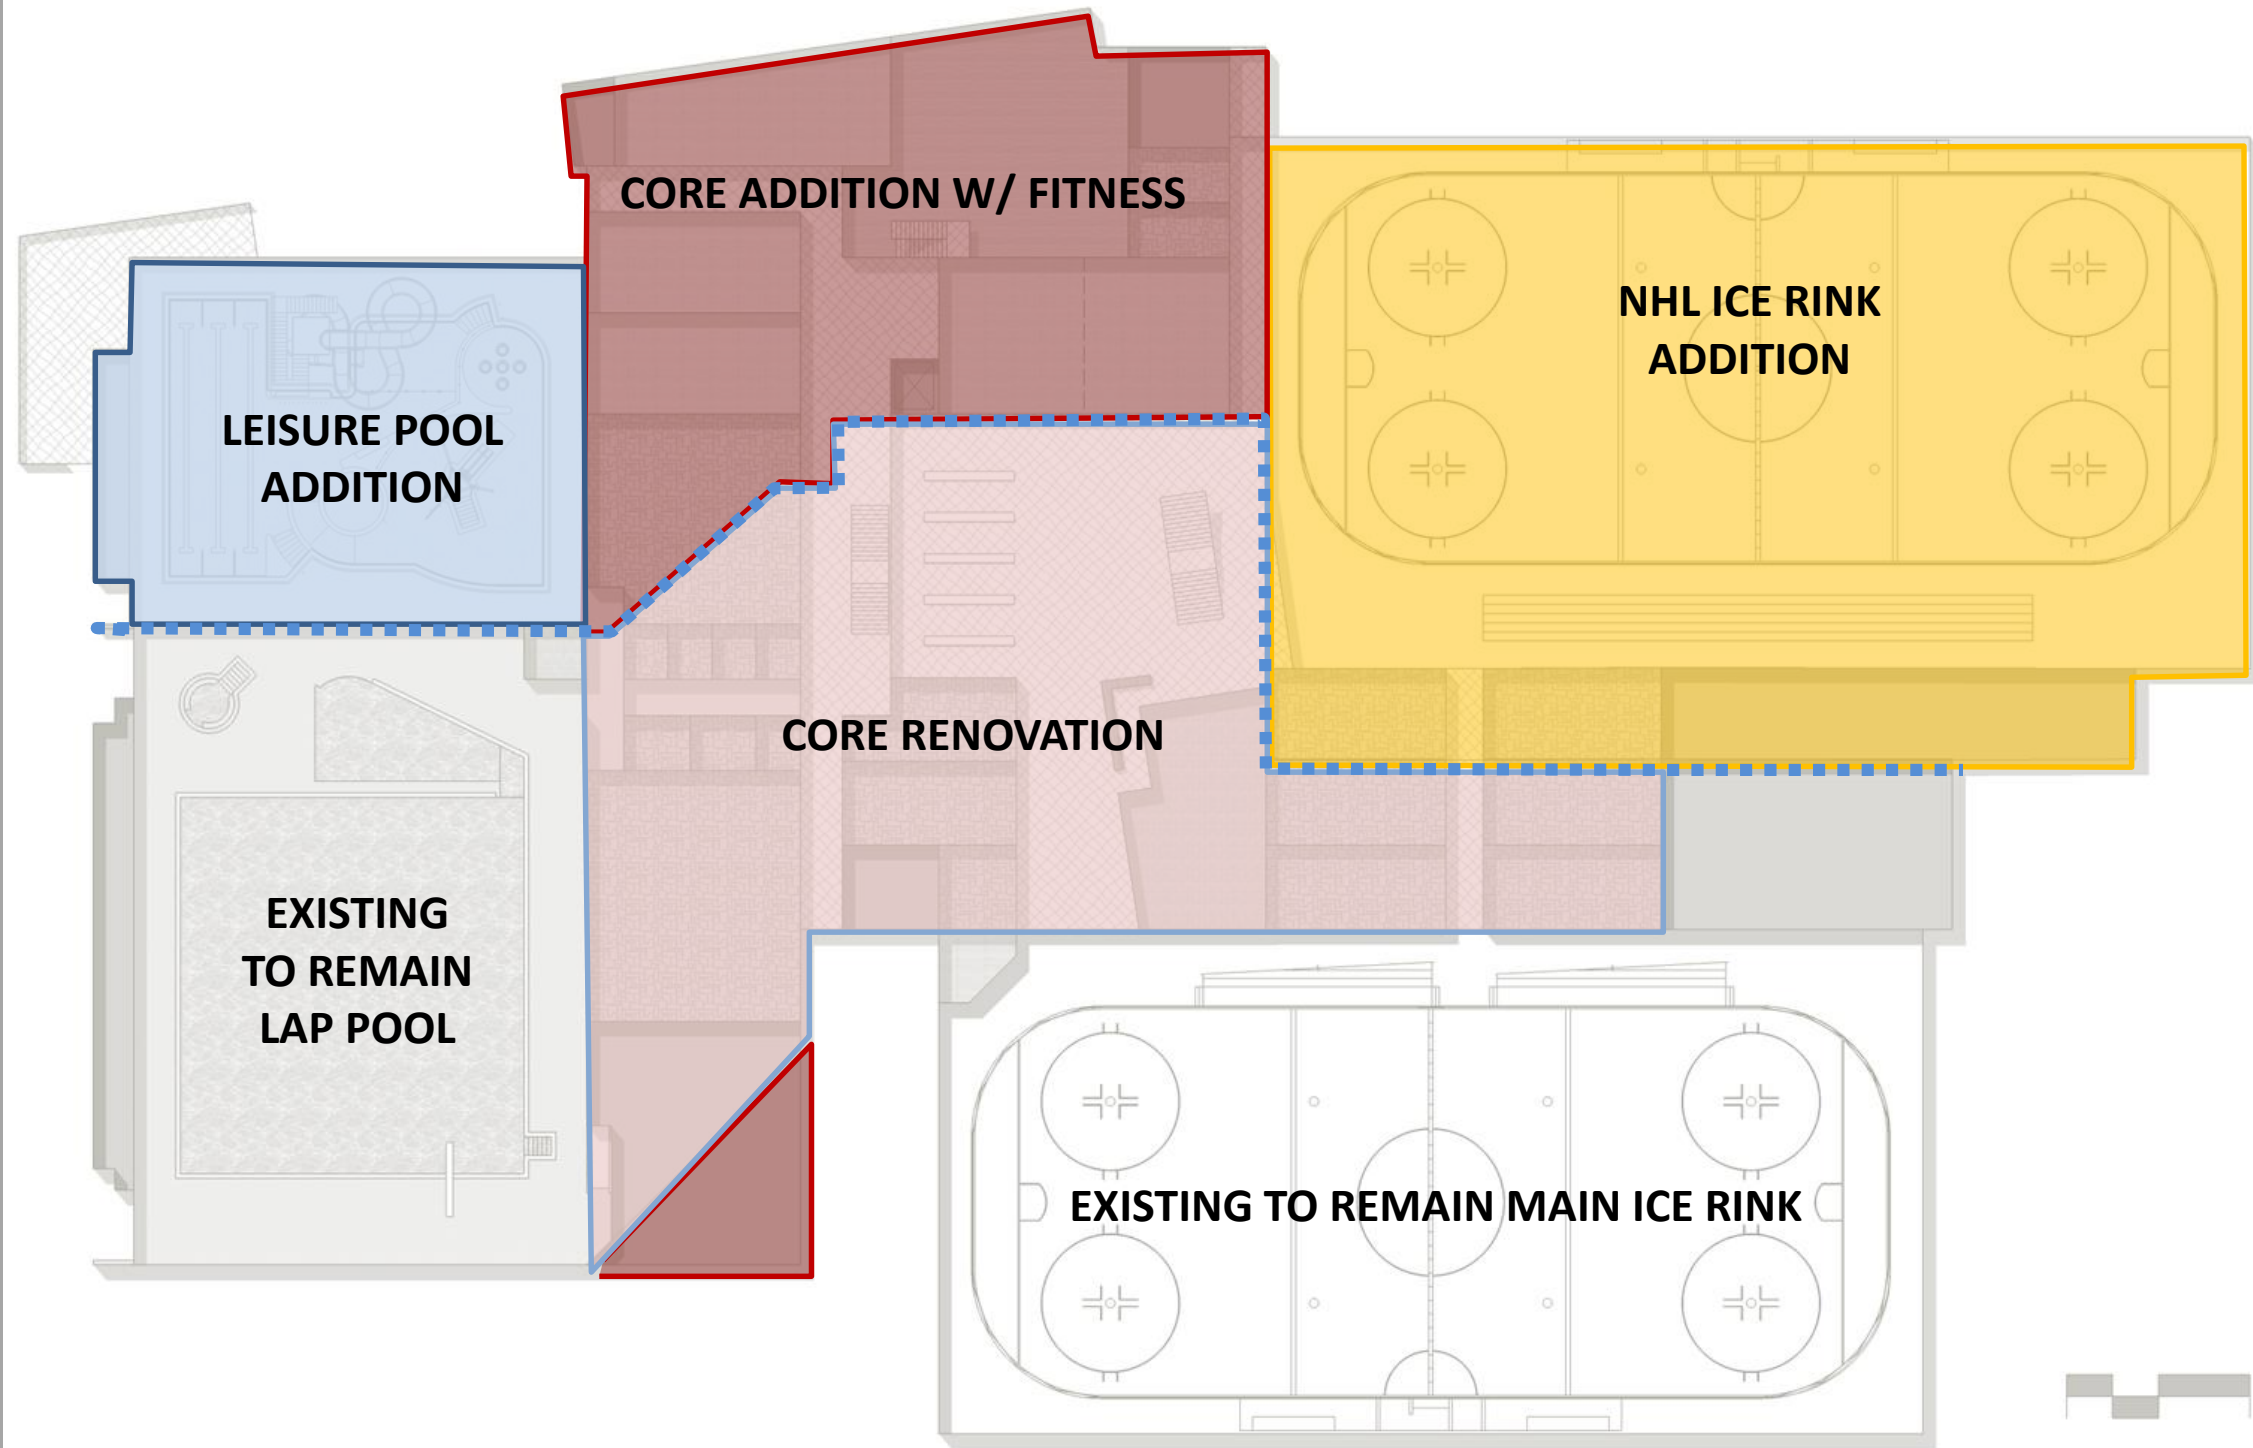 CORE ADDITION W/ FITNESS
NHL ICE RINK
ADDITION
LEISURE POOL
ADDITION
CORE RENOVATION
EXISTING
TO REMAIN
LAP POOL
EXISTING TO REMAIN MAIN ICE RINK